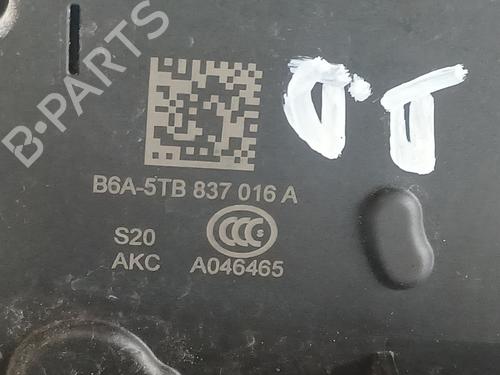 B-PARTS
D.D
B6A-5TB 837 016 A
S20
CCC S
AKC A046465